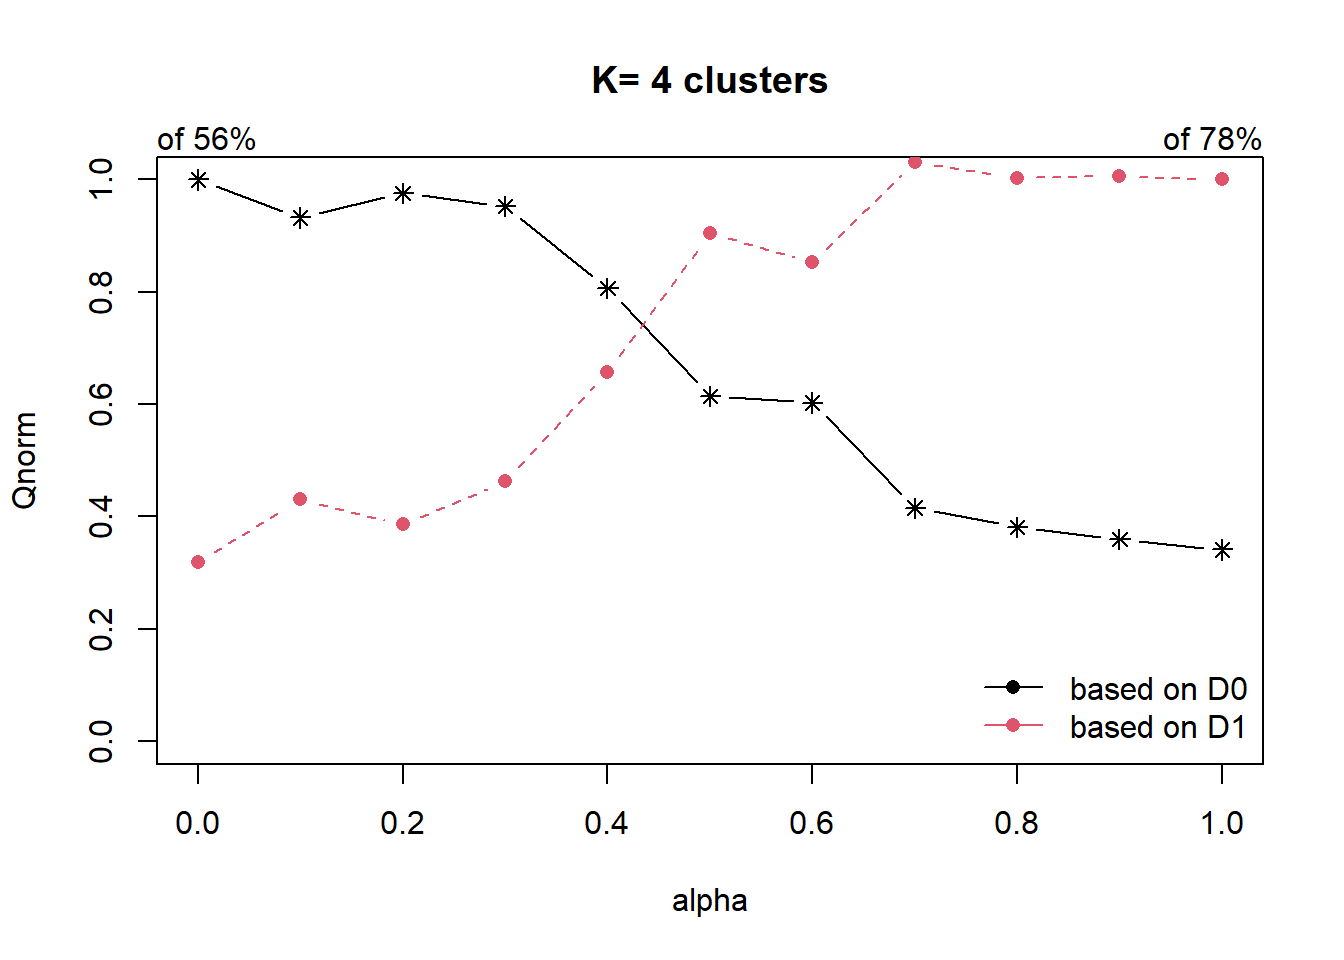 K= 4 clusters
of 56%
of 78%
Qnorm
1.0
0.8
0.6
0.4
0.2
0.0
based on D0
based on D1
0.0 0.2 0.4 0.6 0.8 1.0
alpha